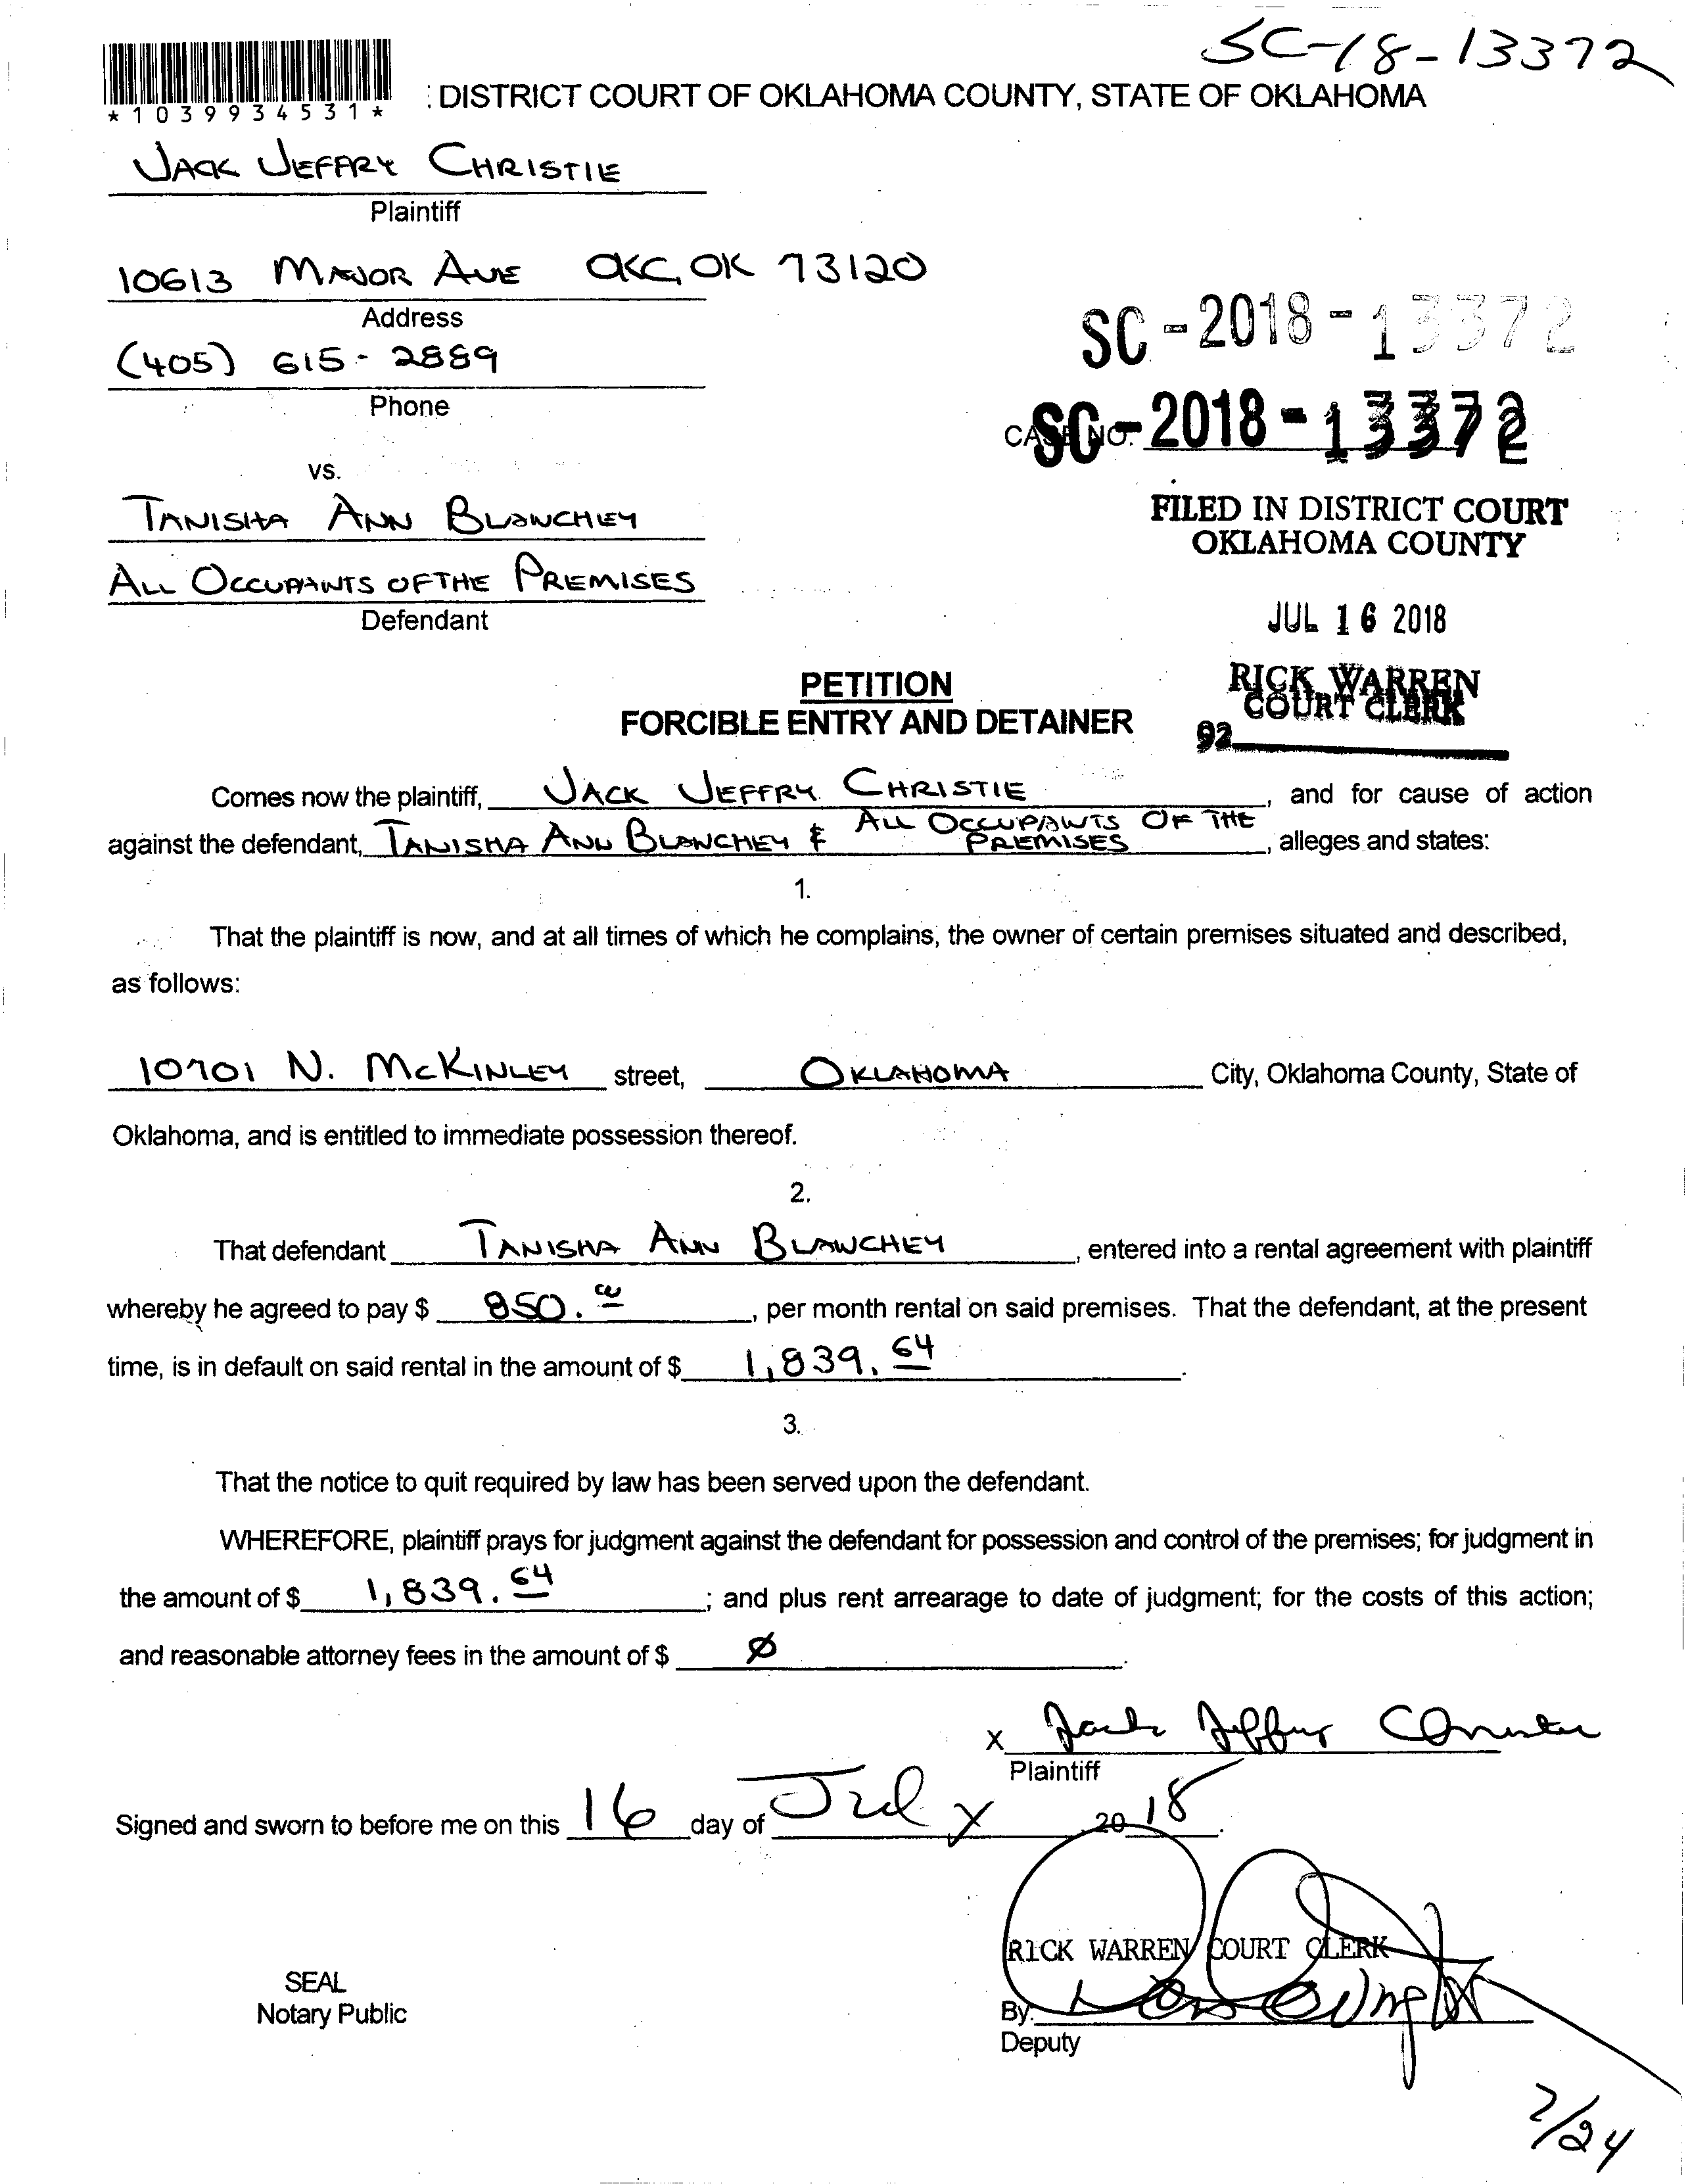 SC-18-13372
*1039934531*
: DISTRICT COURT OF OKLAHOMA COUNTY, STATE OF OKLAHOMA
JACK JEFFRY CHRISTIE
Plaintiff
10613 MAJOR AVE OKC, OK 73120
Address
(405) 615-2889
Phone
SC-2018-13372
CASE NO. SC-2018-13372
vs.
TANISHA ANN BLANCHEY
ALL OCCUPANTS OF THE PREMISES
Defendant
FILED IN DISTRICT COURT
OKLAHOMA COUNTY
JUL 16 2018
RICK WARREN
COURT CLERK
92
PETITION
FORCIBLE ENTRY AND DETAINER
Comes now the plaintiff, JACK JEFFRY CHRISTIE, and for cause of action
against the defendant, TANISHA ANN BLANCHEY & ALL OCCUPANTS OF THE PREMISES, alleges and states:
1.
That the plaintiff is now, and at all times of which he complains, the owner of certain premises situated and described,
as follows:
10701 N. McKINLEY street, OKLAHOMA City, Oklahoma County, State of
Oklahoma, and is entitled to immediate possession thereof.
2.
That defendant TANISHA ANN BLANCHEY, entered into a rental agreement with plaintiff
whereby he agreed to pay $ 850.00, per month rental on said premises. That the defendant, at the present
time, is in default on said rental in the amount of $ 1,839.64.
3.
That the notice to quit required by law has been served upon the defendant.
WHEREFORE, plaintiff prays for judgment against the defendant for possession and control of the premises; for judgment in
the amount of $ 1,839.64; and plus rent arrearage to date of judgment; for the costs of this action;
and reasonable attorney fees in the amount of $ Ø.
X Jack Jeffry Christie
Plaintiff
Signed and sworn to before me on this 16 day of July 2018.
RICK WARREN COURT CLERK
SEAL
Notary Public
By:
Deputy
7/24